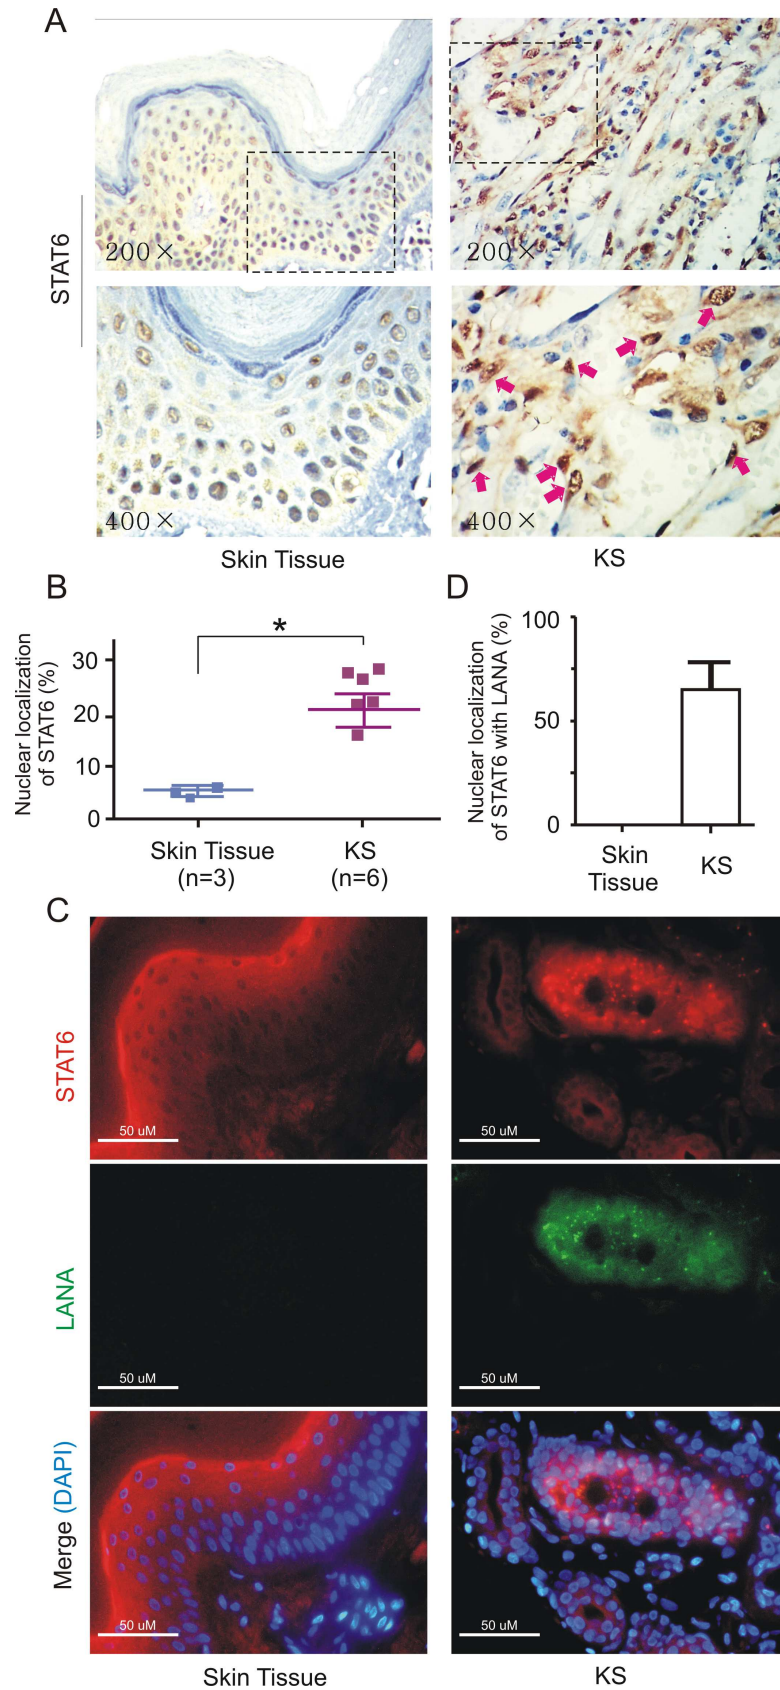 A
STAT6
200×
200×
400×
400×
Skin Tissue
KS
B
Nuclear localization
of STAT6 (%)
30
20
10
0
*
Skin Tissue
(n=3)
KS
(n=6)
D
Nuclear localization
of STAT6 with LANA (%)
100
50
0
Skin
Tissue
KS
C
STAT6
50 uM
50 uM
LANA
50 uM
50 uM
Merge (DAPI)
50 uM
50 uM
Skin Tissue
KS